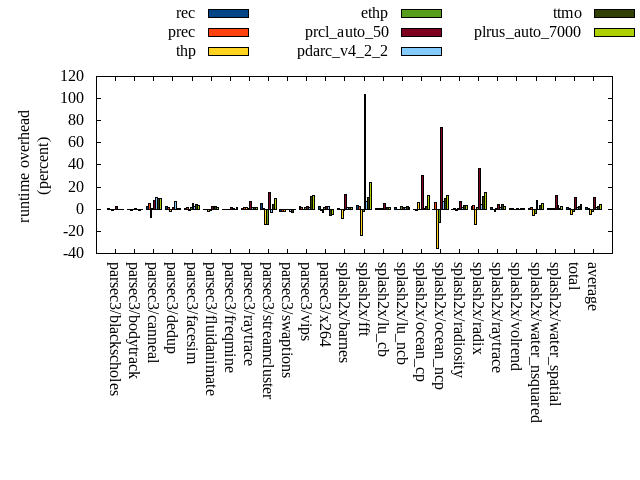 rec
prec
thp
ethp
prcl_auto_50
pdarc_v4_2_2
ttmo
plrus_auto_7000
runtime overhead
(percent)
120
100
80
60
40
20
0
-20
-40
parsec3/blackscholes
parsec3/bodytrack
parsec3/canneal
parsec3/dedup
parsec3/facesim
parsec3/fluidanimate
parsec3/freqmine
parsec3/raytrace
parsec3/streamcluster
parsec3/swaptions
parsec3/vips
parsec3/x264
splash2x/barnes
splash2x/fft
splash2x/lu_cb
splash2x/lu_ncb
splash2x/ocean_cp
splash2x/ocean_ncp
splash2x/radiosity
splash2x/radix
splash2x/raytrace
splash2x/volrend
splash2x/water_nsquared
splash2x/water_spatial
total
average